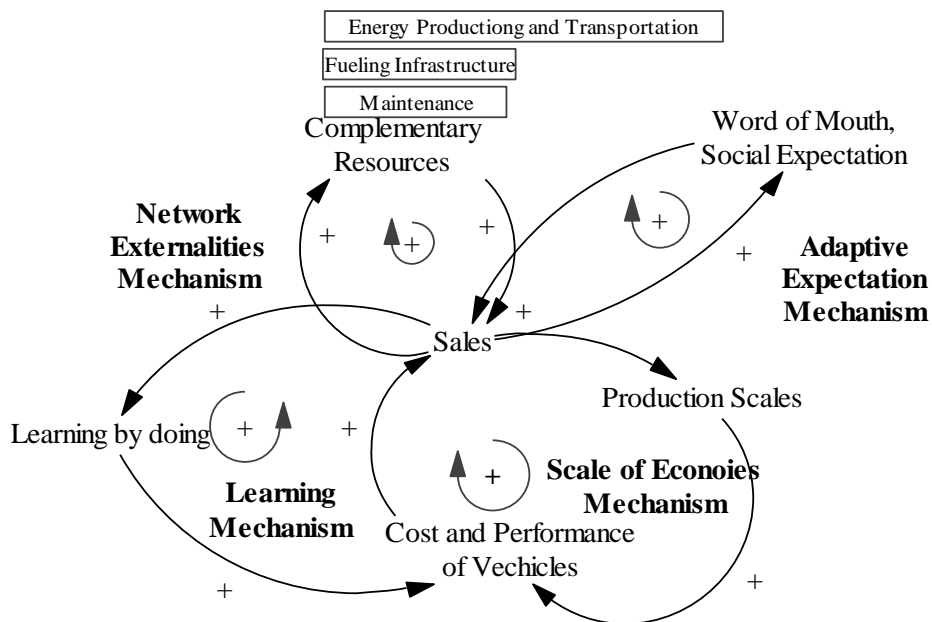 Energy Productiong and Transportation
Fueling Infrastructure
Maintenance
Complementary
Resources
Word of Mouth,
Social Expectation
Network
Externalities
Mechanism
+
+
+
+
+
Adaptive
Expectation
Mechanism
+
+
Sales
Production Scales
Learning by doing
+
+
Learning
Mechanism
+
Scale of Econoies
Mechanism
Cost and Performance
of Vechicles
+
+